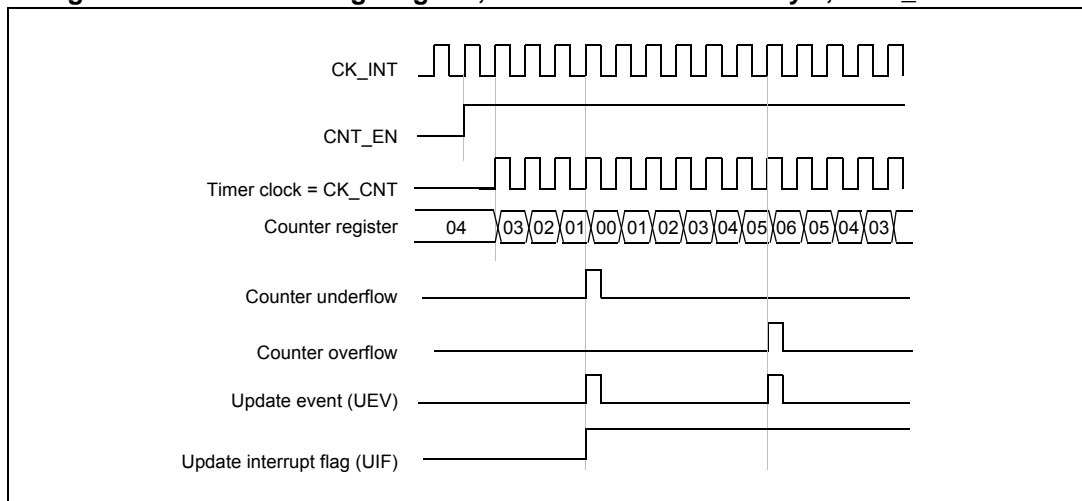 CK_INT
CNT_EN
Timer clock = CK_CNT
Counter register 04 03 02 01 00 01 02 03 04 05 06 05 04 03
Counter underflow
Counter overflow
Update event (UEV)
Update interrupt flag (UIF)